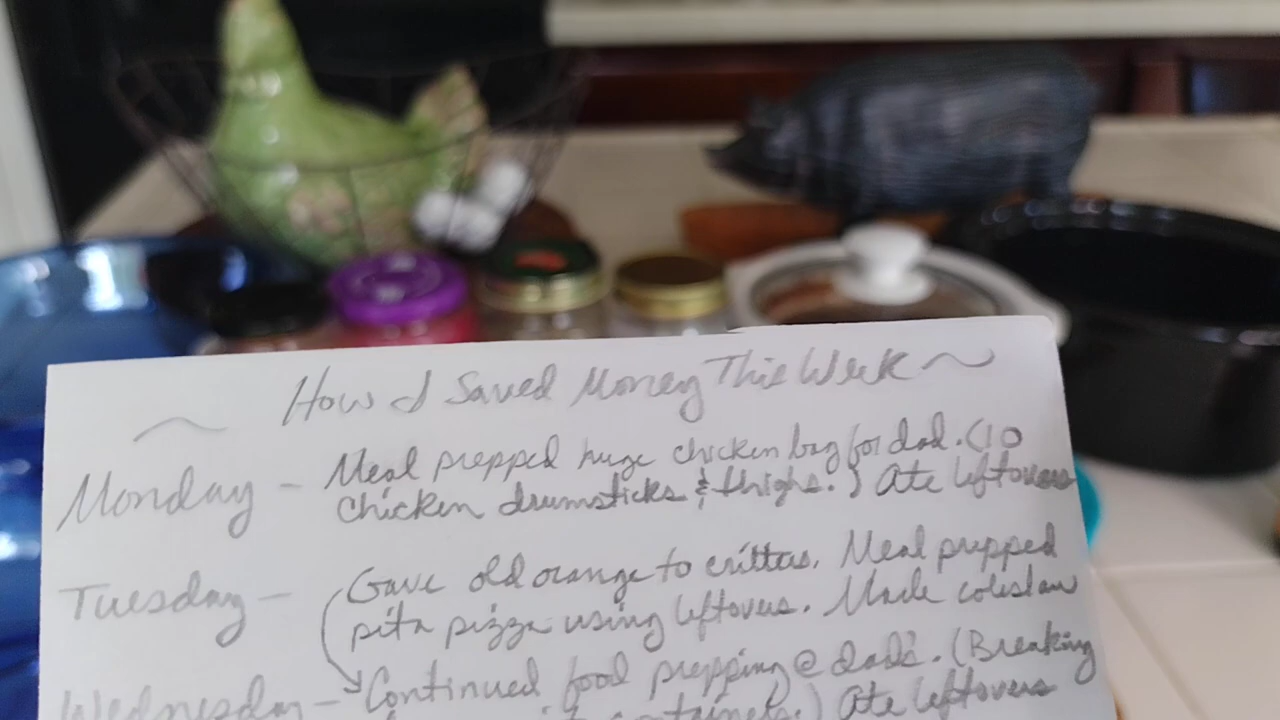 ~ How I Saved Money This Week ~
Monday - Meal prepped huge chicken bag for dad. (10
chicken drumsticks & thighs.) Ate leftovers
Tuesday - Gave old orange to critters. Meal prepped
pita pizza using leftovers. Made coleslaw
Wednesday - Continued food prepping @ dad's. (Breaking
containers.) Ate leftovers